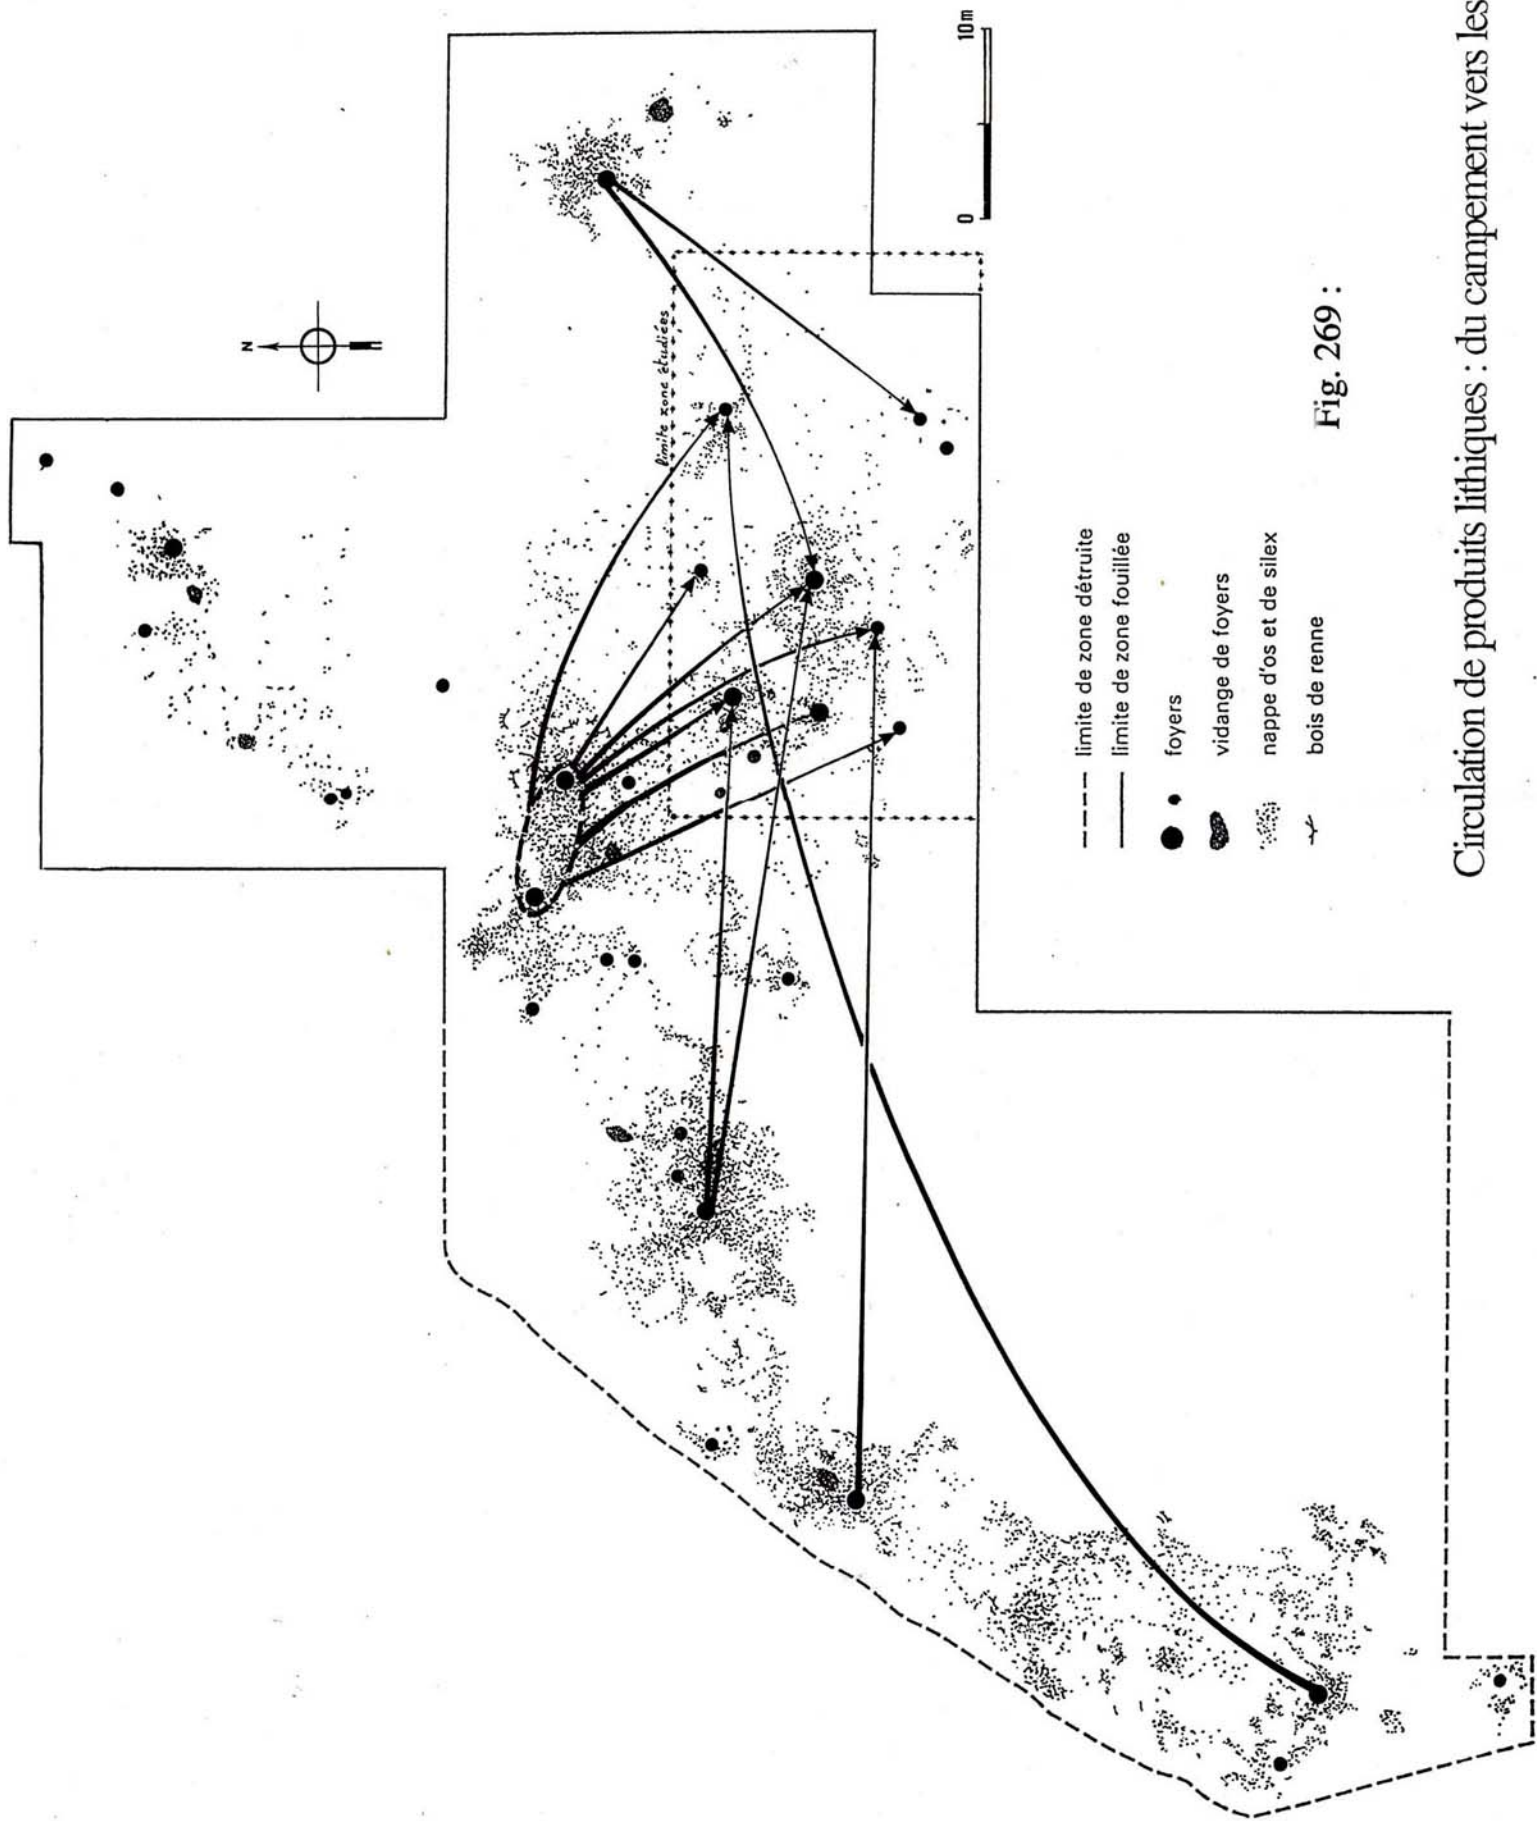 N
limite zone étudiées
0 10m
limite de zone détruite
limite de zone fouillée
foyers
vidange de foyers
nappe d'os et de silex
bois de renne
Fig. 269 :
Circulation de produits lithiques : du campement vers les